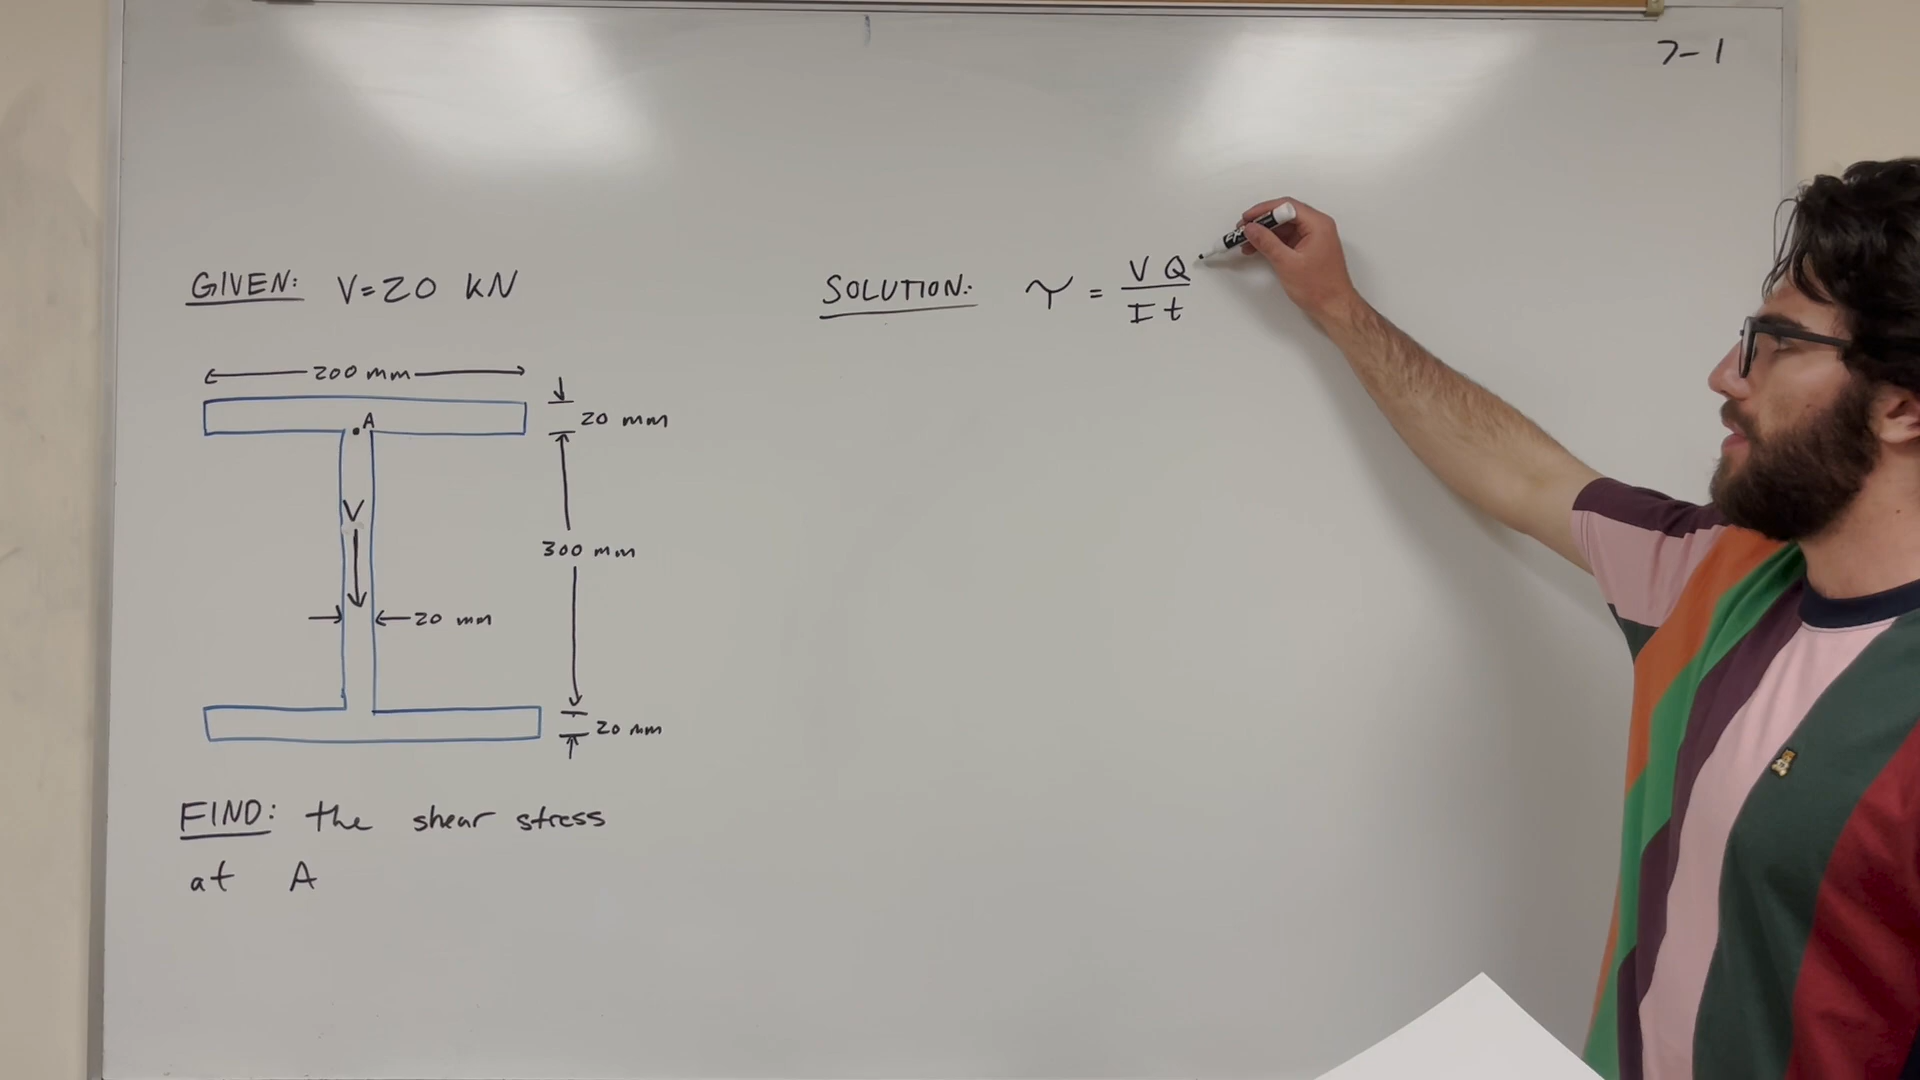 7-1
GIVEN: V=20 kN
200 mm
A
20 mm
V
300 mm
20 mm
20 mm
FIND: the shear stress
at A
SOLUTION: τ = VQ
It